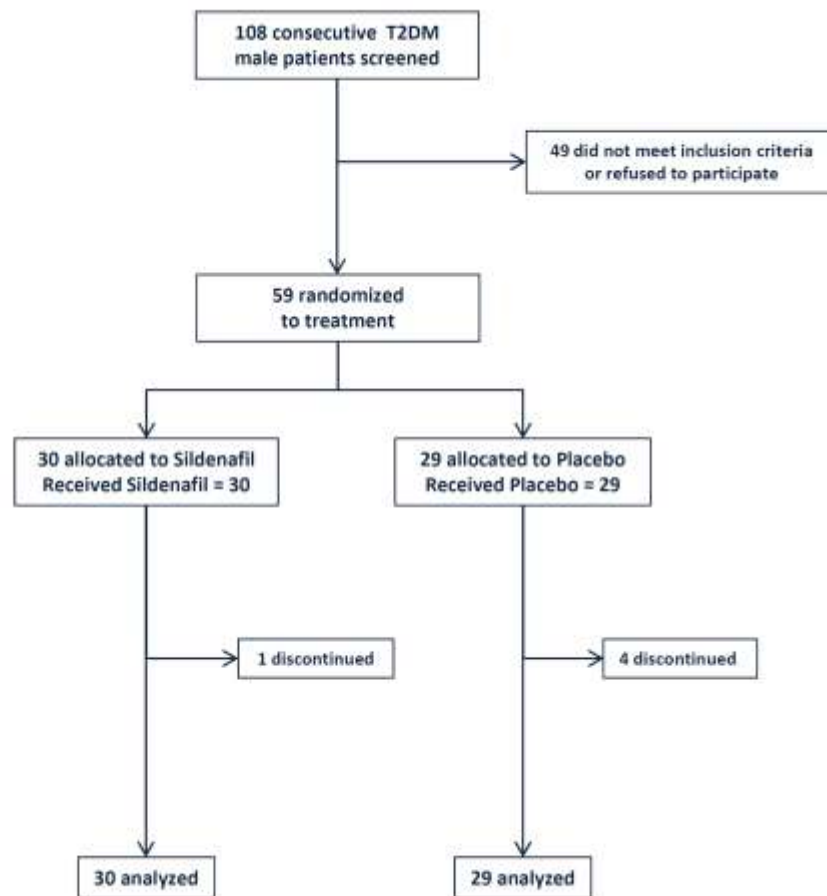 108 consecutive T2DM
male patients screened
49 did not meet inclusion criteria
or refused to participate
59 randomized
to treatment
30 allocated to Sildenafil
Received Sildenafil = 30
29 allocated to Placebo
Received Placebo = 29
1 discontinued
4 discontinued
30 analyzed
29 analyzed